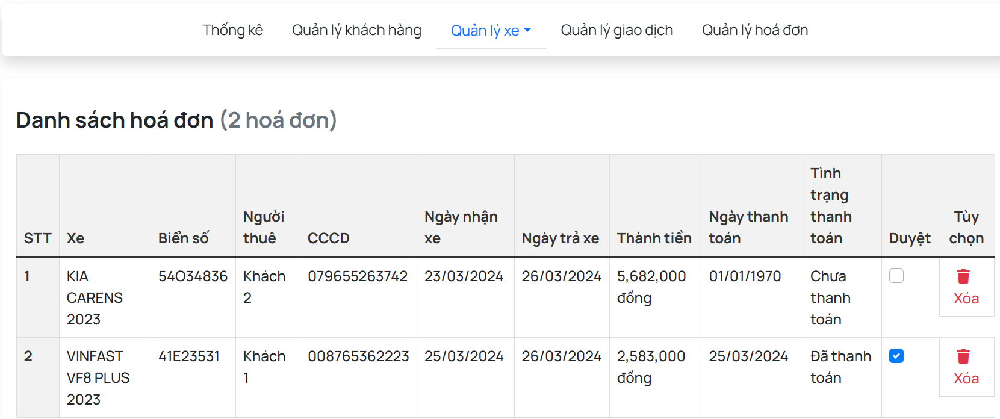 Thống kê Quản lý khách hàng Quản lý xe Quản lý giao dịch Quản lý hoá đơn
Danh sách hoá đơn (2 hoá đơn)
STT Xe Biển số Người thuê CCCD Ngày nhận xe Ngày trả xe Thành tiền Ngày thanh toán Tình trạng thanh toán Duyệt Tùy chọn
1 KIA CARENS 2023 54O34836 Khách 2 079655263742 23/03/2024 26/03/2024 5,682,000 đồng 01/01/1970 Chưa thanh toán Xóa
2 VINFAST VF8 PLUS 2023 41E23531 Khách 1 008765362223 25/03/2024 26/03/2024 2,583,000 đồng 25/03/2024 Đã thanh toán Xóa